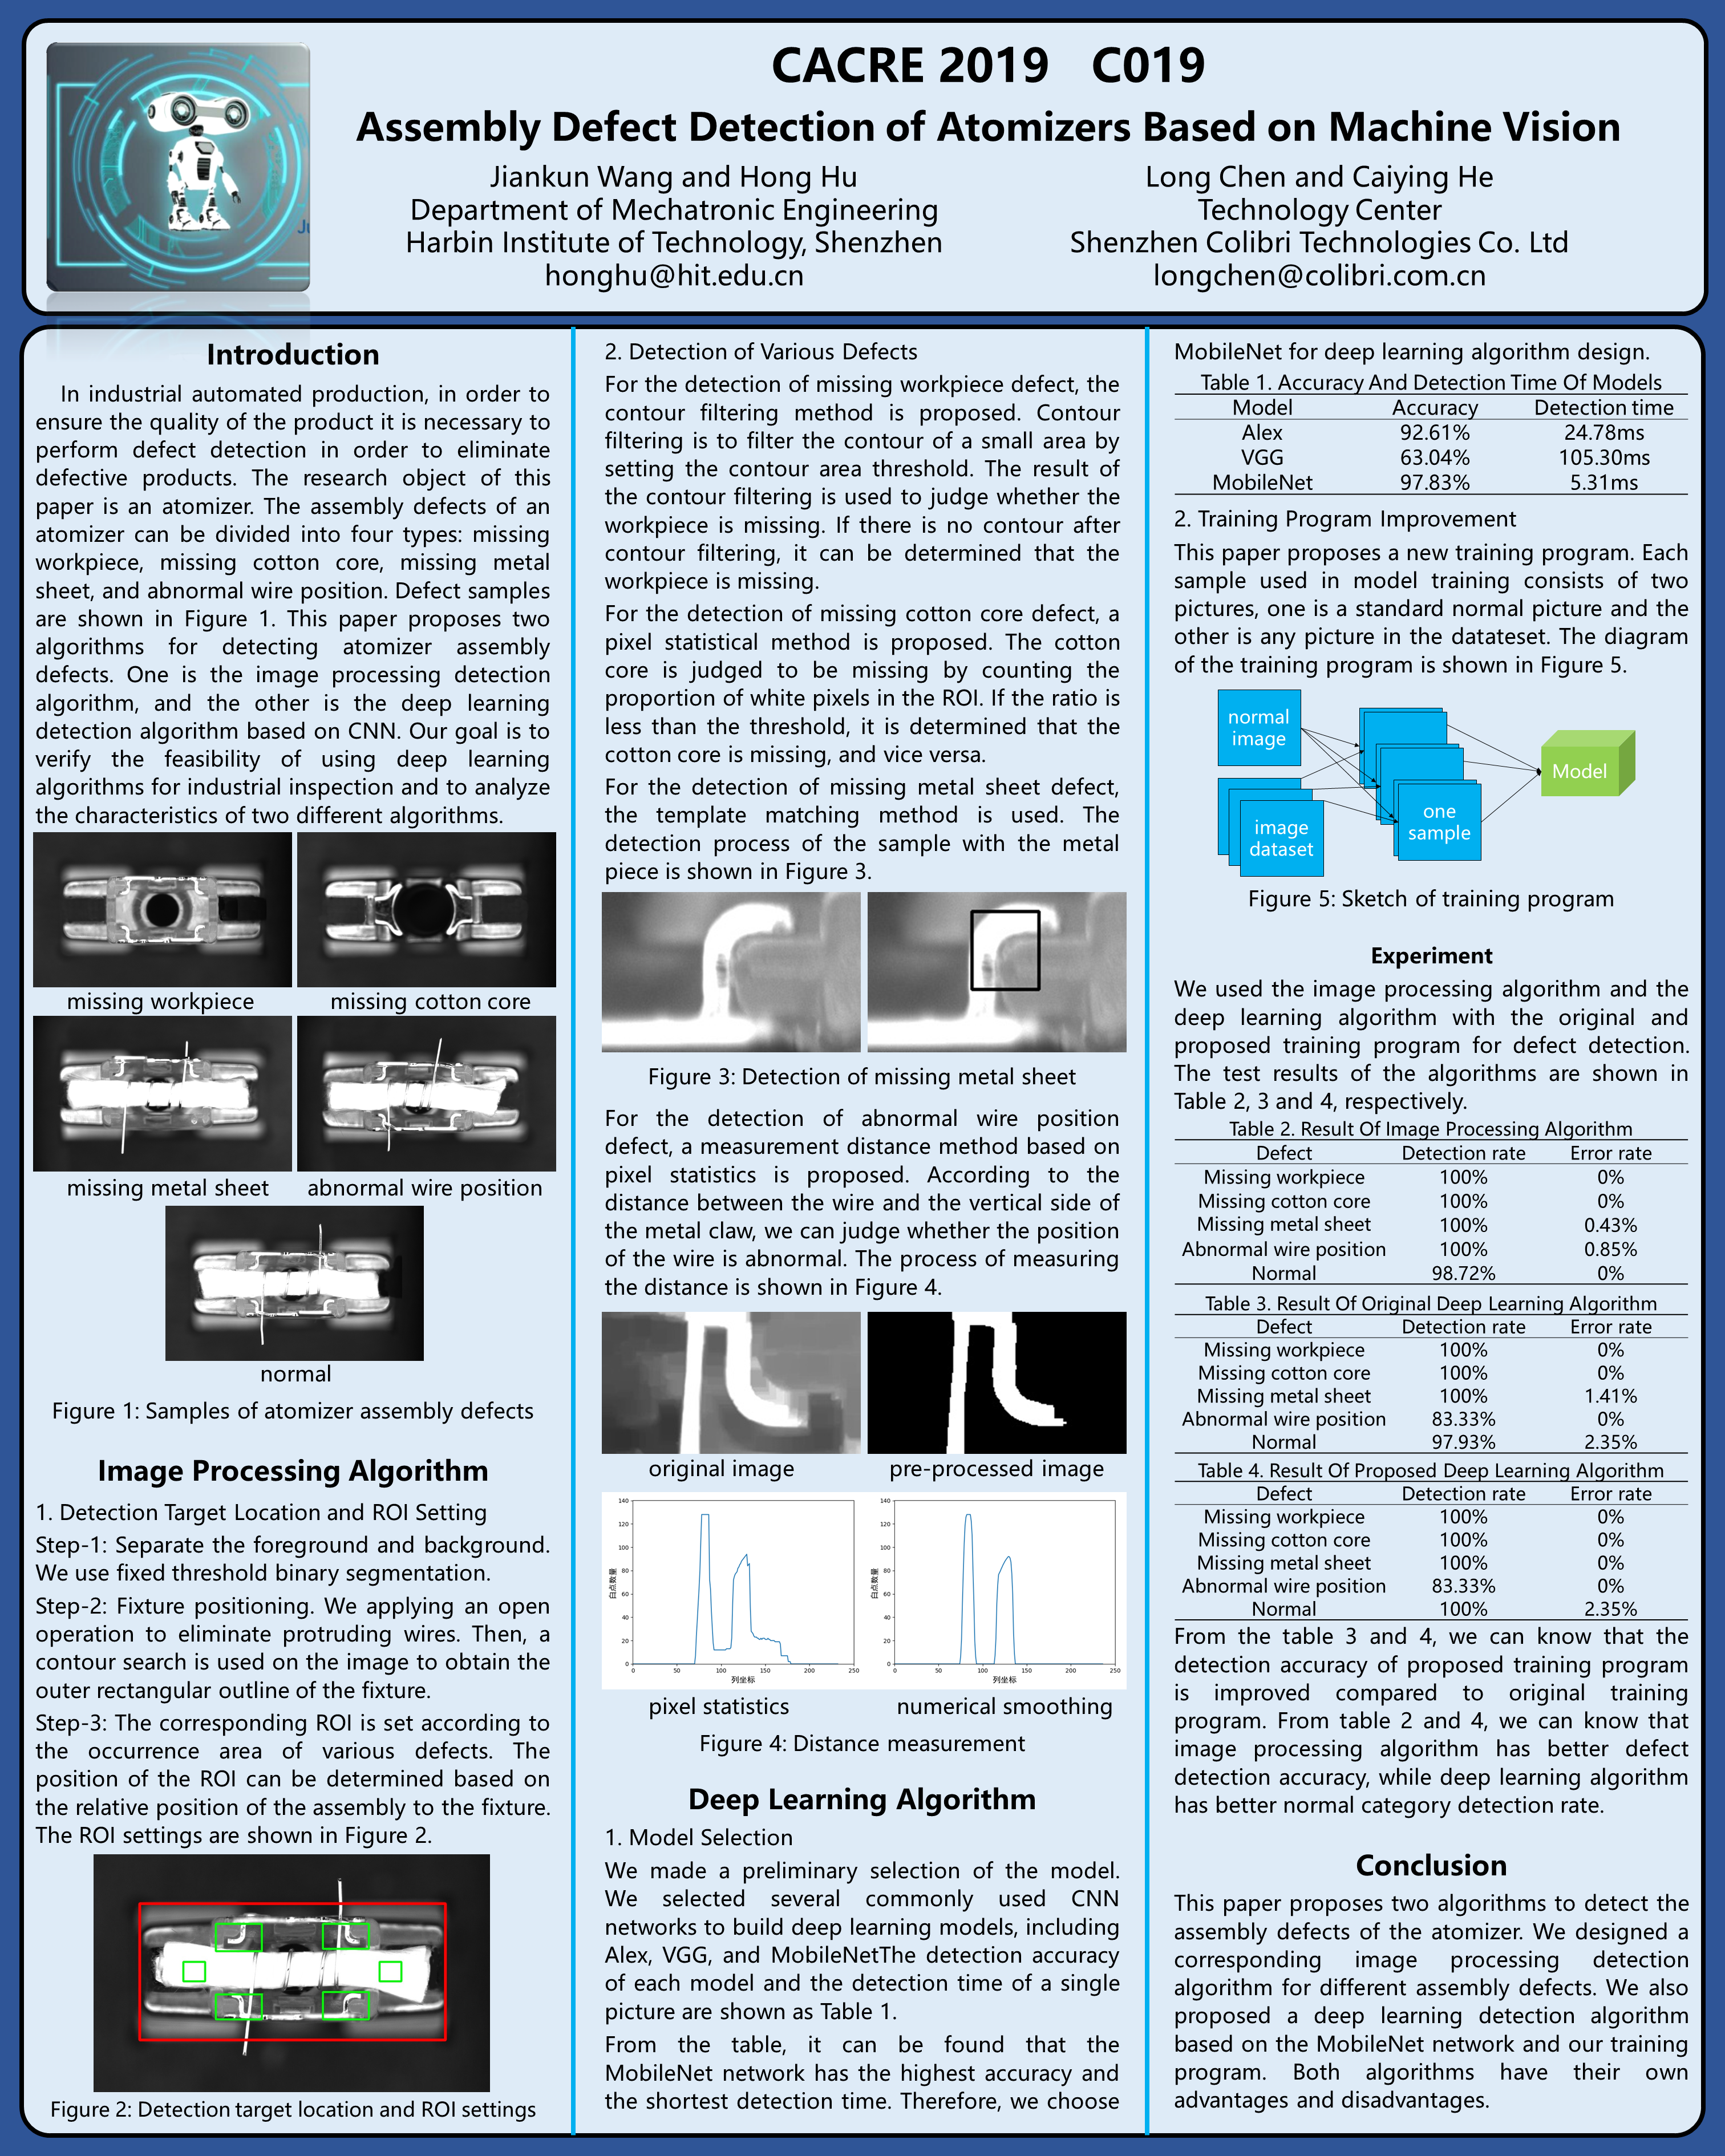 CACRE 2019 C019
Assembly Defect Detection of Atomizers Based on Machine Vision
Jiankun Wang and Hong Hu
Department of Mechatronic Engineering
Harbin Institute of Technology, Shenzhen
honghu@hit.edu.cn
Long Chen and Caiying He
Technology Center
Shenzhen Colibri Technologies Co. Ltd
longchen@colibri.com.cn
Ju
Introduction
In industrial automated production, in order to
ensure the quality of the product it is necessary to
perform defect detection in order to eliminate
defective products. The research object of this
paper is an atomizer. The assembly defects of an
atomizer can be divided into four types: missing
workpiece, missing cotton core, missing metal
sheet, and abnormal wire position. Defect samples
are shown in Figure 1. This paper proposes two
algorithms for detecting atomizer assembly
defects. One is the image processing detection
algorithm, and the other is the deep learning
detection algorithm based on CNN. Our goal is to
verify the feasibility of using deep learning
algorithms for industrial inspection and to analyze
the characteristics of two different algorithms.
missing workpiece
missing cotton core
missing metal sheet
abnormal wire position
normal
Figure 1: Samples of atomizer assembly defects
Image Processing Algorithm
1. Detection Target Location and ROI Setting
Step-1: Separate the foreground and background.
We use fixed threshold binary segmentation.
Step-2: Fixture positioning. We applying an open
operation to eliminate protruding wires. Then, a
contour search is used on the image to obtain the
outer rectangular outline of the fixture.
Step-3: The corresponding ROI is set according to
the occurrence area of various defects. The
position of the ROI can be determined based on
the relative position of the assembly to the fixture.
The ROI settings are shown in Figure 2.
Figure 2: Detection target location and ROI settings
2. Detection of Various Defects
For the detection of missing workpiece defect, the
contour filtering method is proposed. Contour
filtering is to filter the contour of a small area by
setting the contour area threshold. The result of
the contour filtering is used to judge whether the
workpiece is missing. If there is no contour after
contour filtering, it can be determined that the
workpiece is missing.
For the detection of missing cotton core defect, a
pixel statistical method is proposed. The cotton
core is judged to be missing by counting the
proportion of white pixels in the ROI. If the ratio is
less than the threshold, it is determined that the
cotton core is missing, and vice versa.
For the detection of missing metal sheet defect,
the template matching method is used. The
detection process of the sample with the metal
piece is shown in Figure 3.
Figure 3: Detection of missing metal sheet
For the detection of abnormal wire position
defect, a measurement distance method based on
pixel statistics is proposed. According to the
distance between the wire and the vertical side of
the metal claw, we can judge whether the position
of the wire is abnormal. The process of measuring
the distance is shown in Figure 4.
original image
pre-processed image
140
120
100
80
60
40
20
0
白点数量
0 50 100 150 200 250
列坐标
140
120
100
80
60
40
20
0
白点数量
0 50 100 150 200 250
列坐标
pixel statistics
numerical smoothing
Figure 4: Distance measurement
Deep Learning Algorithm
1. Model Selection
We made a preliminary selection of the model.
We selected several commonly used CNN
networks to build deep learning models, including
Alex, VGG, and MobileNetThe detection accuracy
of each model and the detection time of a single
picture are shown as Table 1.
From the table, it can be found that the
MobileNet network has the highest accuracy and
the shortest detection time. Therefore, we choose
MobileNet for deep learning algorithm design.
Table 1. Accuracy And Detection Time Of Models
Model Accuracy Detection time
Alex 92.61% 24.78ms
VGG 63.04% 105.30ms
MobileNet 97.83% 5.31ms
2. Training Program Improvement
This paper proposes a new training program. Each
sample used in model training consists of two
pictures, one is a standard normal picture and the
other is any picture in the datateset. The diagram
of the training program is shown in Figure 5.
normal
image
image
dataset
one
sample
Model
Figure 5: Sketch of training program
Experiment
We used the image processing algorithm and the
deep learning algorithm with the original and
proposed training program for defect detection.
The test results of the algorithms are shown in
Table 2, 3 and 4, respectively.
Table 2. Result Of Image Processing Algorithm
Defect Detection rate Error rate
Missing workpiece 100% 0%
Missing cotton core 100% 0%
Missing metal sheet 100% 0.43%
Abnormal wire position 100% 0.85%
Normal 98.72% 0%
Table 3. Result Of Original Deep Learning Algorithm
Defect Detection rate Error rate
Missing workpiece 100% 0%
Missing cotton core 100% 0%
Missing metal sheet 100% 1.41%
Abnormal wire position 83.33% 0%
Normal 97.93% 2.35%
Table 4. Result Of Proposed Deep Learning Algorithm
Defect Detection rate Error rate
Missing workpiece 100% 0%
Missing cotton core 100% 0%
Missing metal sheet 100% 0%
Abnormal wire position 83.33% 0%
Normal 100% 2.35%
From the table 3 and 4, we can know that the
detection accuracy of proposed training program
is improved compared to original training
program. From table 2 and 4, we can know that
image processing algorithm has better defect
detection accuracy, while deep learning algorithm
has better normal category detection rate.
Conclusion
This paper proposes two algorithms to detect the
assembly defects of the atomizer. We designed a
corresponding image processing detection
algorithm for different assembly defects. We also
proposed a deep learning detection algorithm
based on the MobileNet network and our training
program. Both algorithms have their own
advantages and disadvantages.